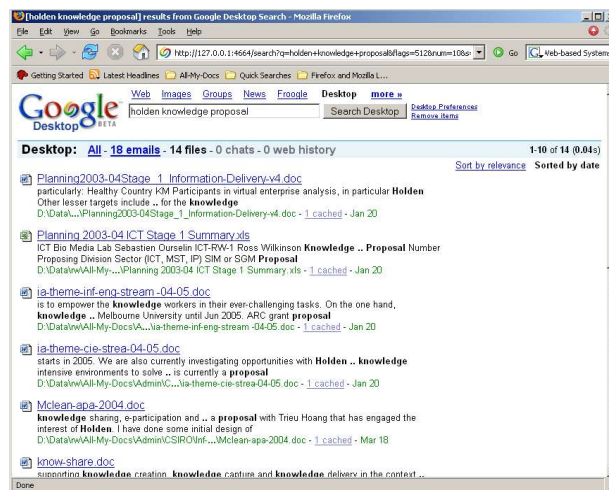 [holden knowledge proposal] results from Google Desktop Search - Mozilla Firefox
File Edit View Go Bookmarks Tools Help
http://127.0.0.1:4664/search?q=holden+knowledge+proposal&flags=512&num=10&s Go Web-based System
Getting Started Latest Headlines All-My-Docs Quick Searches Firefox and Mozilla L...
Web Images Groups News Froogle Desktop more »
Google Desktop BETA
holden knowledge proposal Search Desktop Desktop Preferences
Remove items
Desktop: All - 18 emails - 14 files - 0 chats - 0 web history 1-10 of 14 (0.04s)
Sort by relevance Sorted by date
Planning2003-04Stage_1_Information-Delivery-v4.doc
particularly: Healthy Country KM Participants in virtual enterprise analysis, in particular Holden
Other lesser targets include .. for the knowledge
D:\Data\...\Planning2003-04Stage_1_Information-Delivery-v4.doc - 1 cached - Jan 20
Planning 2003-04 ICT Stage 1 Summary.xls
ICT Bio Media Lab Sebastien Ourselin ICT-RW-1 Ross Wilkinson Knowledge .. Proposal Number
Proposing Division Sector (ICT, MST, IP) SIM or SGM Proposal
D:\Data\rw\All-My-...\Planning 2003-04 ICT Stage 1 Summary.xls - 1 cached - Jan 20
ia-theme-inf-eng-stream -04-05.doc
is to empower the knowledge workers in their ever-challenging tasks. On the one hand,
knowledge .. Melbourne University until Jun 2005. ARC grant proposal
D:\Data\rw\All-My-Docs\A...\ia-theme-inf-eng-stream -04-05.doc - 1 cached - Jan 20
ia-theme-cie-strea-04-05.doc
starts in 2005. We are also currently investigating opportunities with Holden .. knowledge
intensive environments to solve .. is currently a proposal
D:\Data\rw\All-My-Docs\Admin\C...\ia-theme-cie-strea-04-05.doc - 1 cached - Jan 20
Mclean-apa-2004.doc
knowledge sharing, e-participation and .. a proposal with Trieu Hoang that has engaged the
interest of Holden. I have done some initial design of
D:\Data\rw\All-My-Docs\Admin\CSIRO\Inf-...\Mclean-apa-2004.doc - 1 cached - Mar 18
know-share.doc
supporting knowledge creation, knowledge capture and knowledge delivery in the context ..
Done